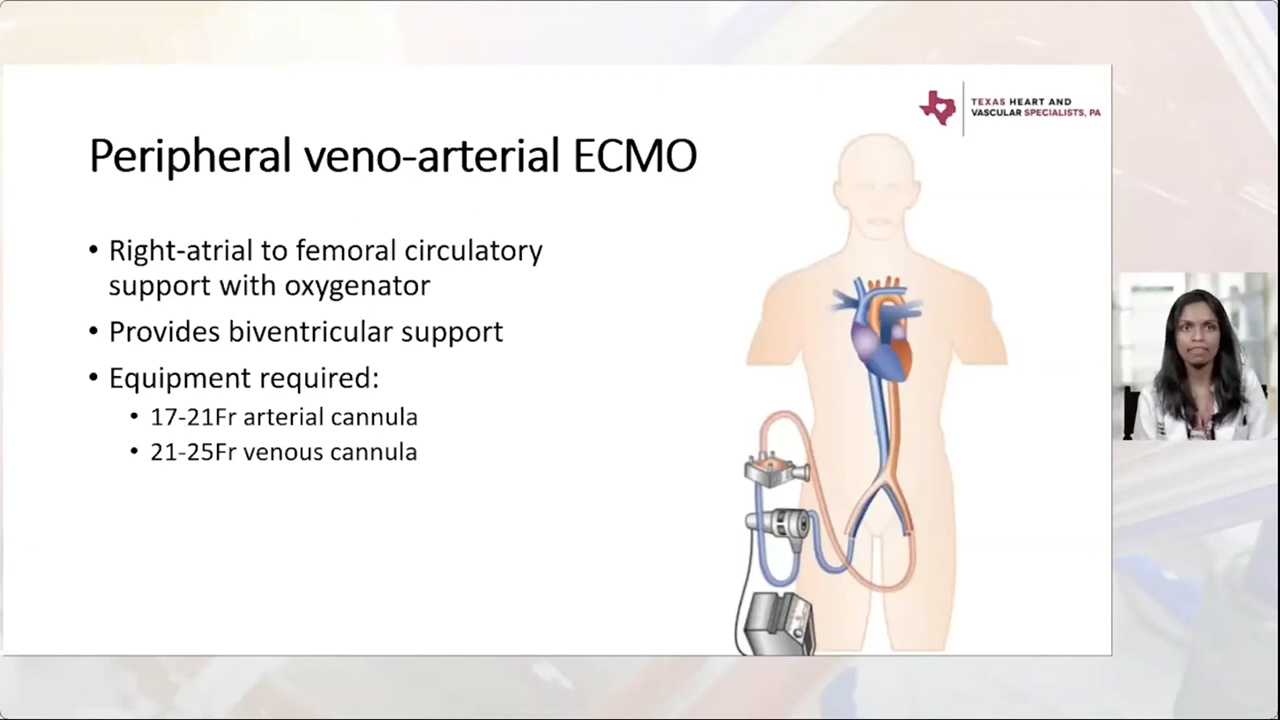 TEXAS HEART AND
VASCULAR SPECIALISTS, PA
Peripheral veno-arterial ECMO
• Right-atrial to femoral circulatory
support with oxygenator
• Provides biventricular support
• Equipment required:
• 17-21Fr arterial cannula
• 21-25Fr venous cannula